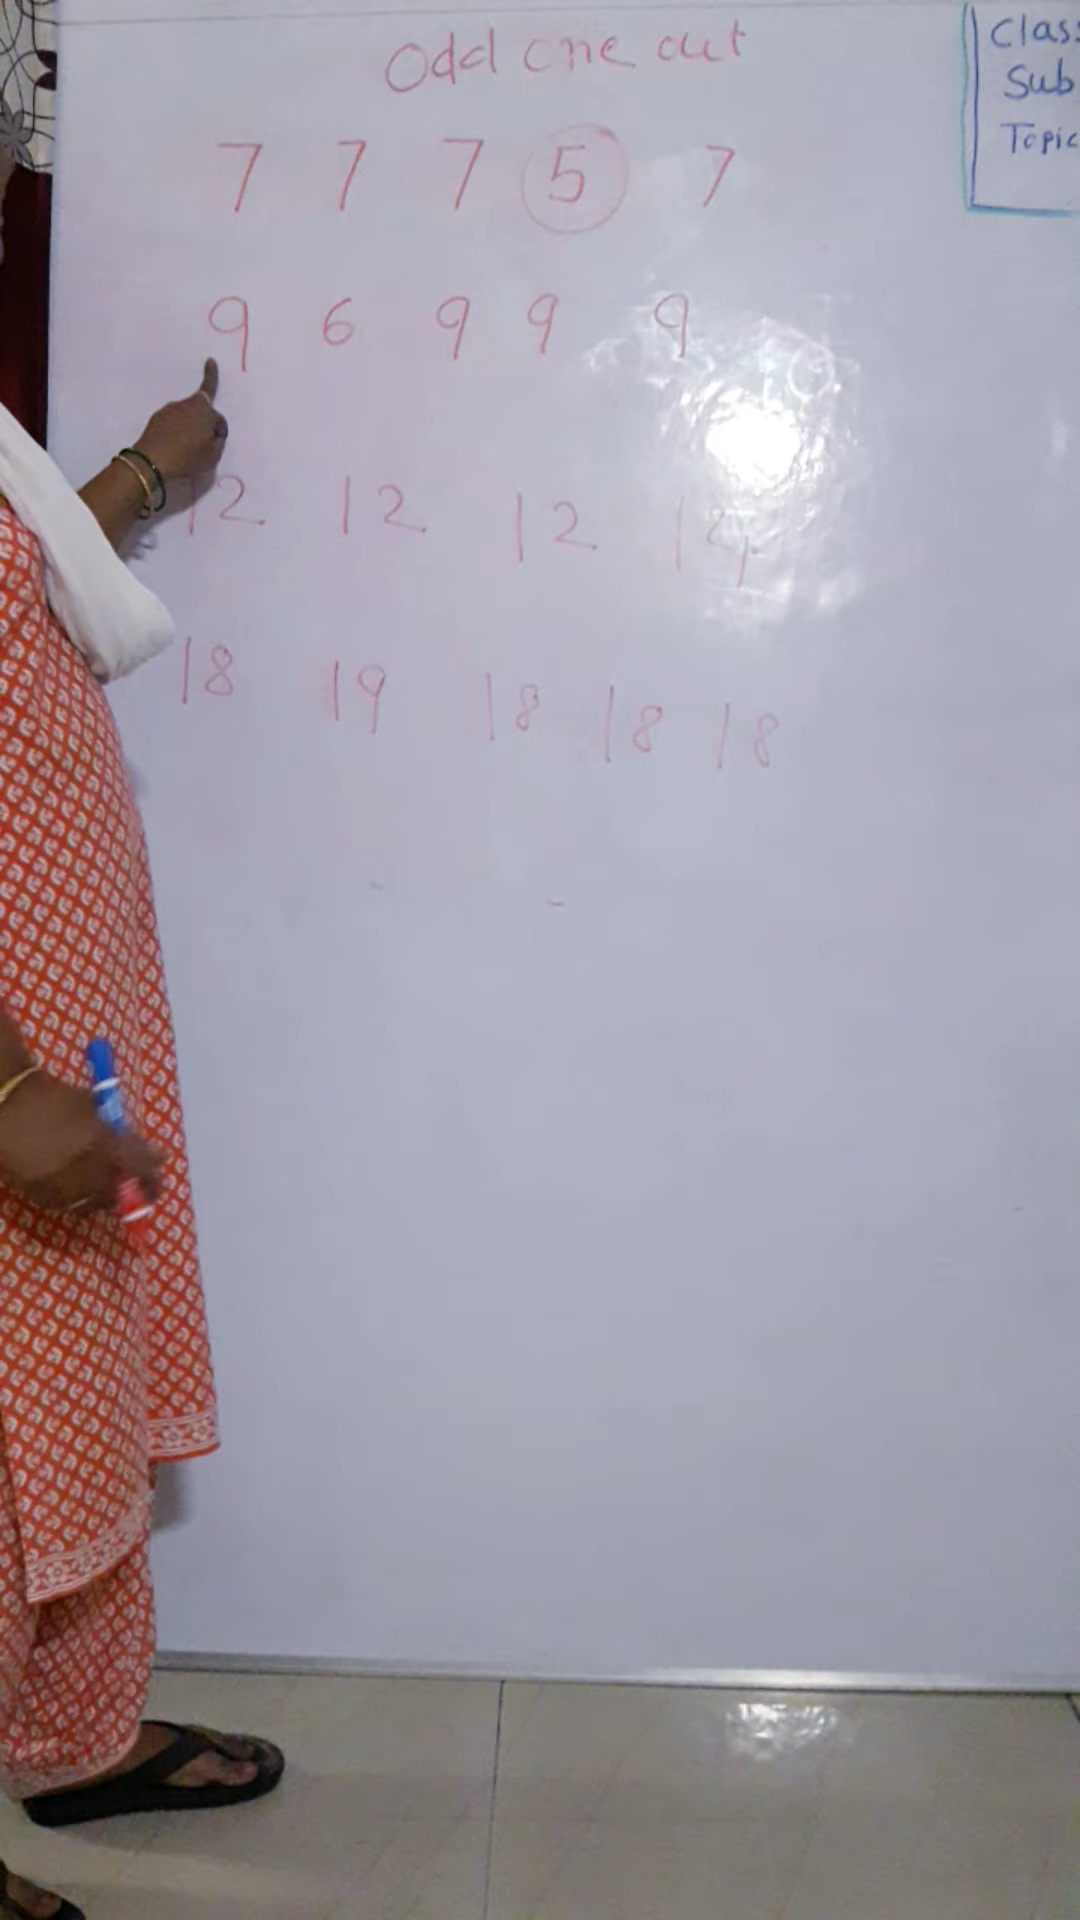 Odd one out
7 7 7 5 7
9 6 9 9 9
12 12 12 14
18 19 18 18 18
Class
Sub
Topic